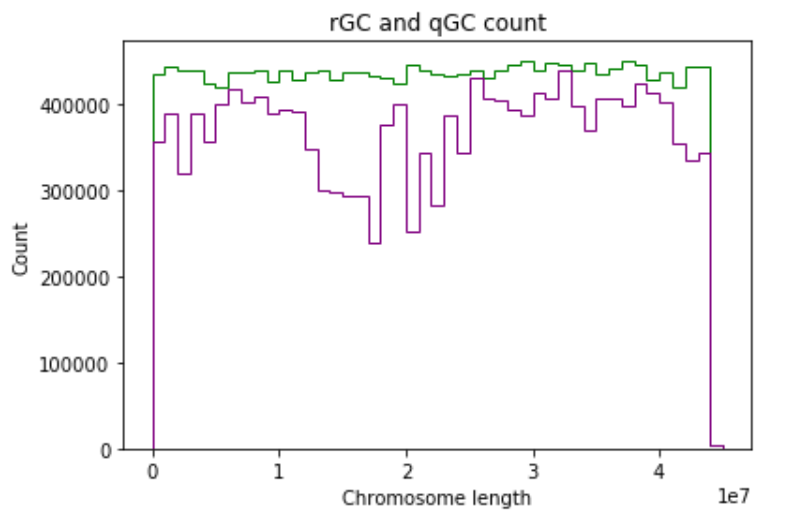 rGC and qGC count
400000
300000
200000
100000
0
Count
0 1 2 3 4
1e7
Chromosome length